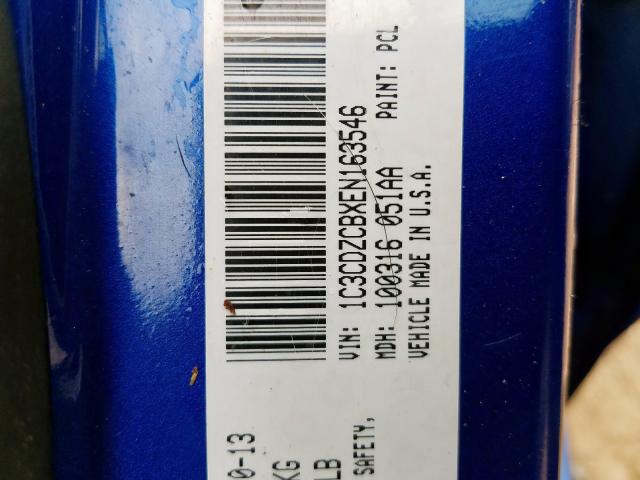 0-13
KG
LB
SAFETY,
VIN: 1C3CDZCBXEN163546
MDH: 100316 051AA PAINT: PCL
VEHICLE MADE IN U.S.A.